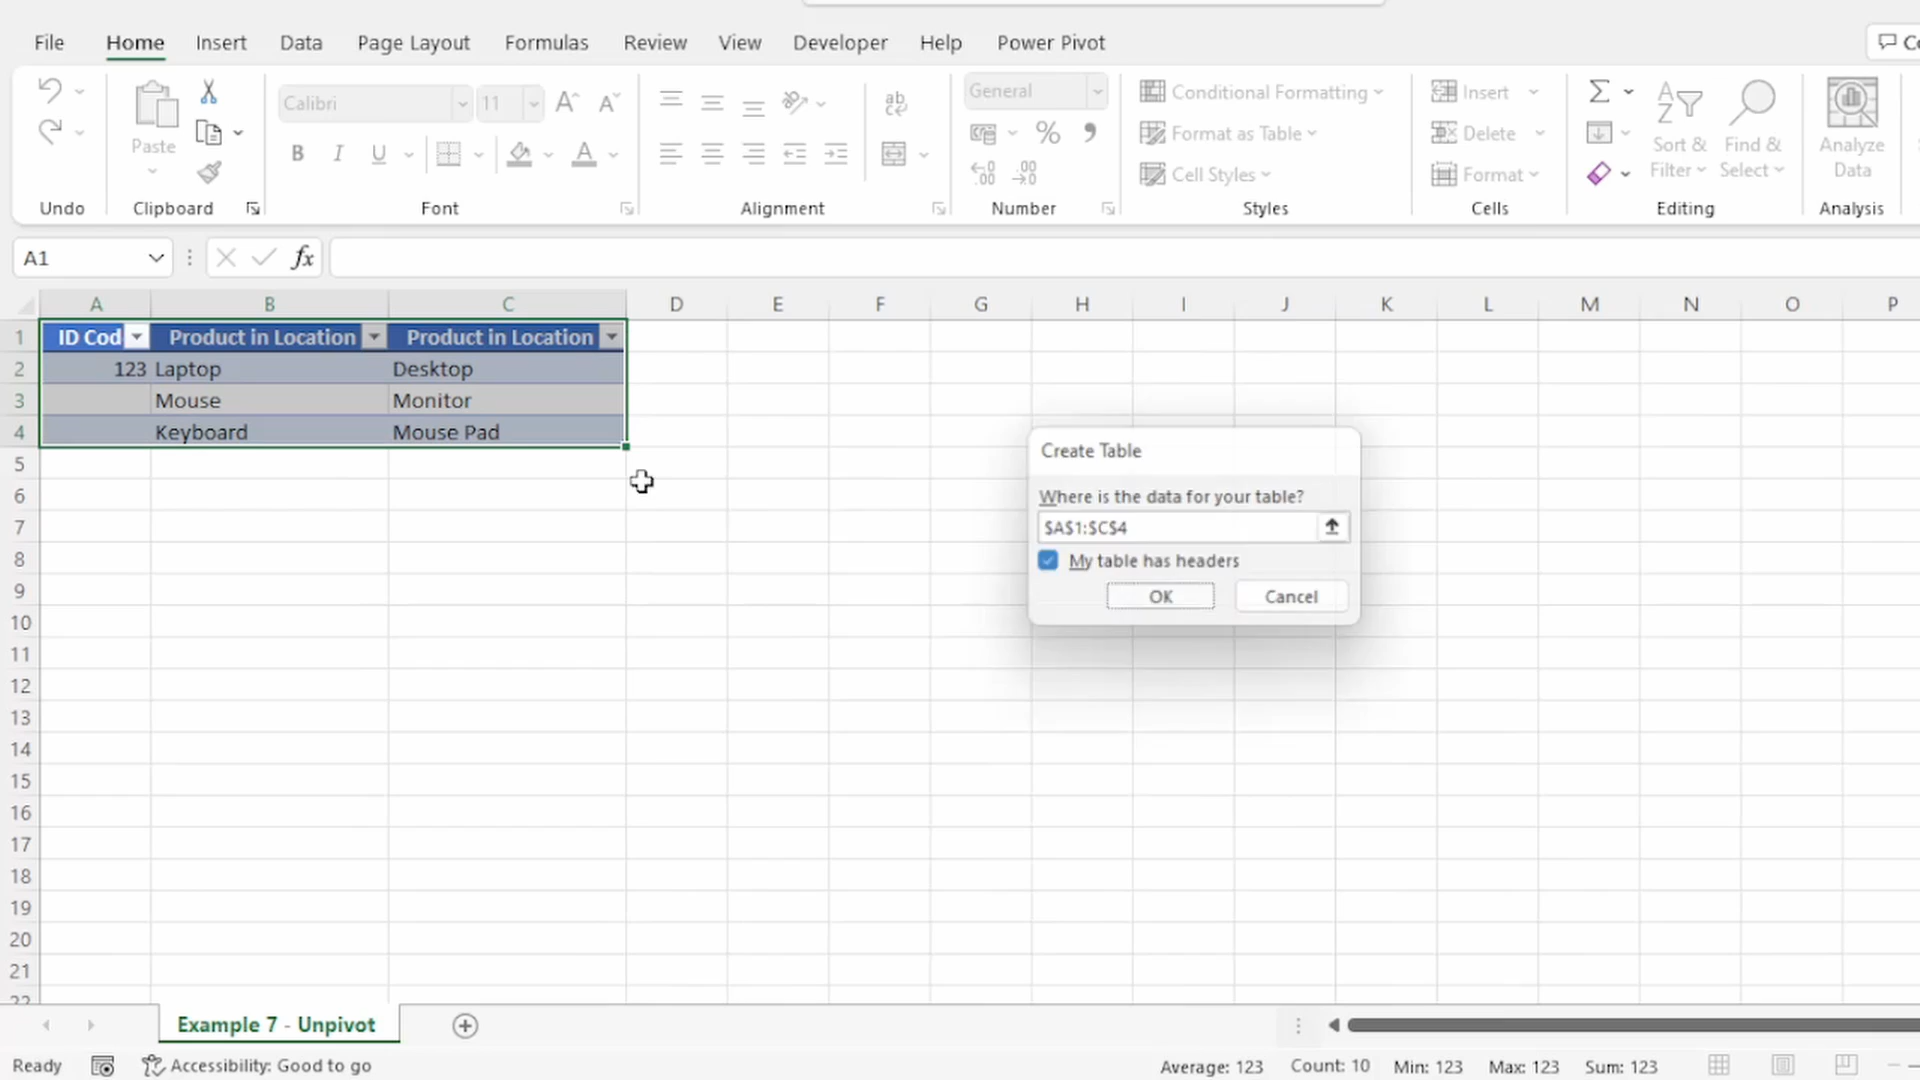 File Home Insert Data Page Layout Formulas Review View Developer Help Power Pivot
Calibri 11 General
Paste
B I U A
ab
% 9
Conditional Formatting
Format as Table
Cell Styles
Insert
Delete
Format
Sort & Filter
Find & Select
Analyze Data
Undo Clipboard Font Alignment Number Styles Cells Editing Analysis
A1 fx
A B C D E F G H I J K L M N O P
1 ID Cod Product in Location Product in Location
2 123 Laptop Desktop
3 Mouse Monitor
4 Keyboard Mouse Pad
5
6
7
8
9
10
11
12
13
14
15
16
17
18
19
20
21
Create Table
Where is the data for your table?
$A$1:$C$4
My table has headers
OK Cancel
Example 7 - Unpivot
Ready Accessibility: Good to go Average: 123 Count: 10 Min: 123 Max: 123 Sum: 123